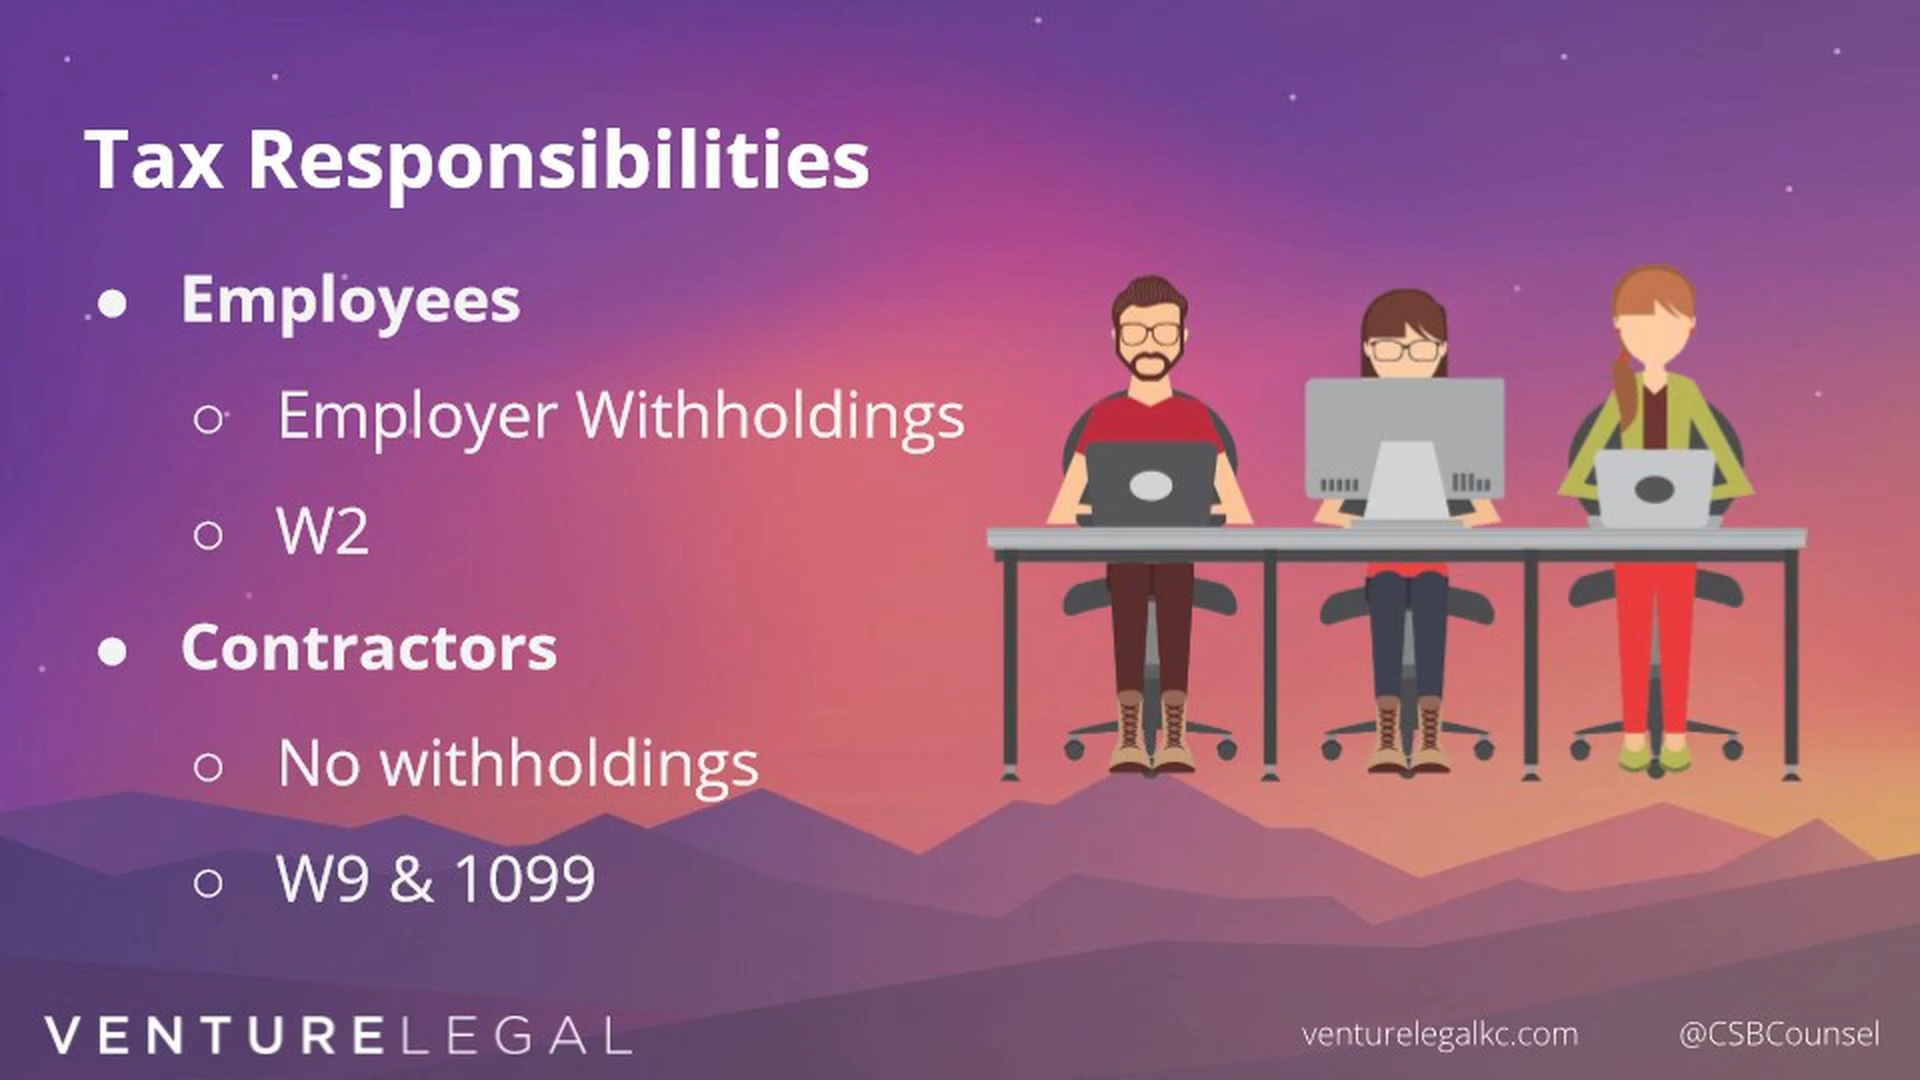 Tax Responsibilities
● Employees
○ Employer Withholdings
○ W2
● Contractors
○ No withholdings
○ W9 & 1099
VENTURELEGAL
venturelegalkc.com
@CSBCounsel